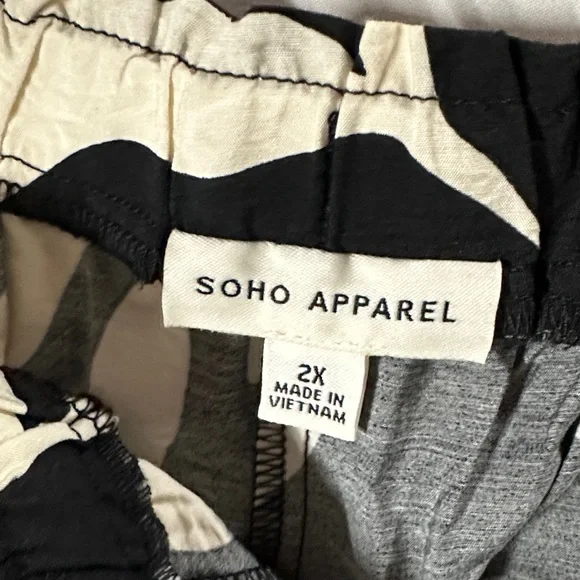 SOHO APPAREL
2X
MADE IN
VIETNAM